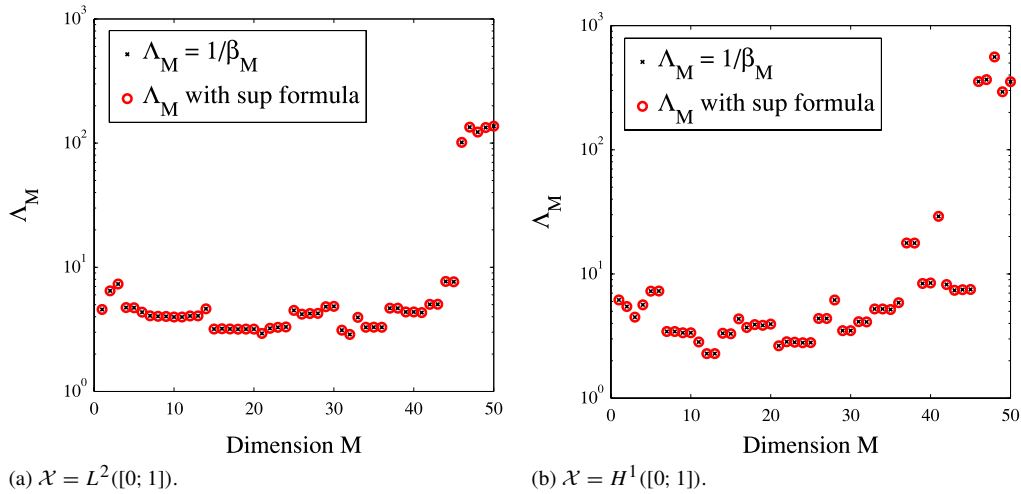 10^3
10^2
10^1
10^0
Λ_M
Λ_M = 1/β_M
Λ_M with sup formula
0 10 20 30 40 50
Dimension M
(a) 𝒳 = L^2([0; 1]).
10^3
10^2
10^1
10^0
Λ_M
Λ_M = 1/β_M
Λ_M with sup formula
0 10 20 30 40 50
Dimension M
(b) 𝒳 = H^1([0; 1]).